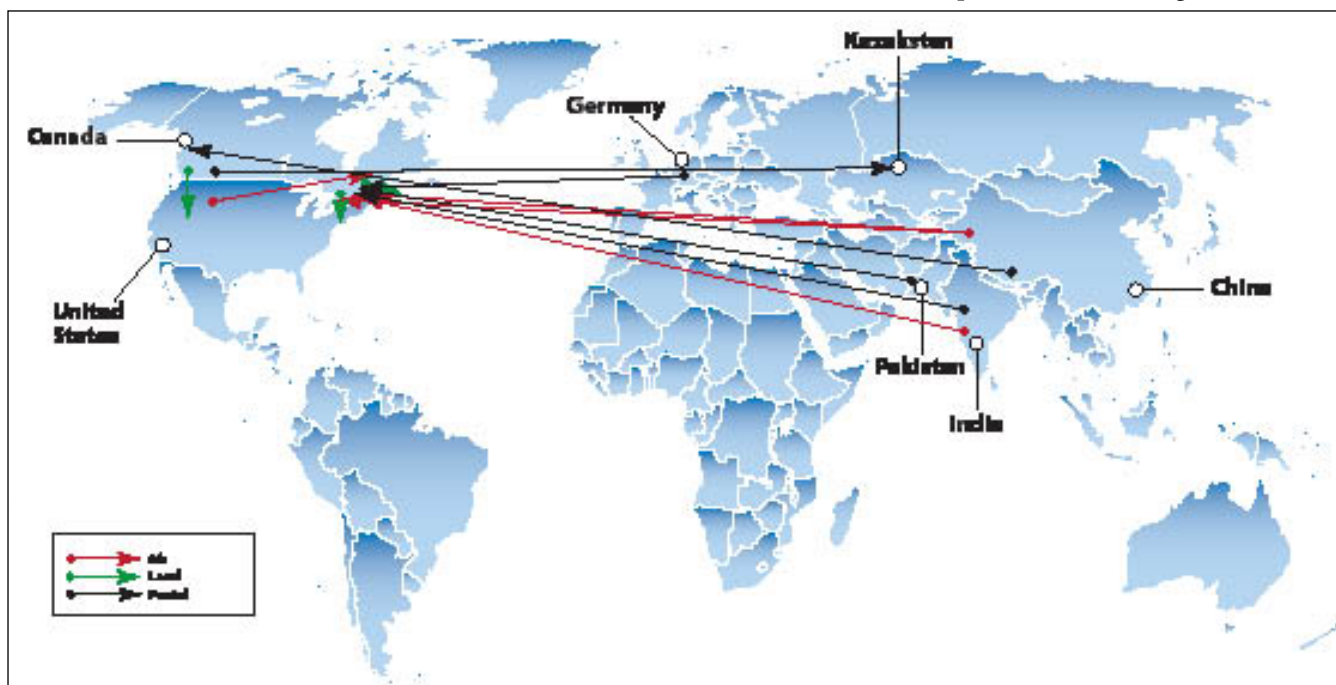 Kazakstan
Germany
Canada
United
States
China
Pakistan
India
Air
Land
Postal